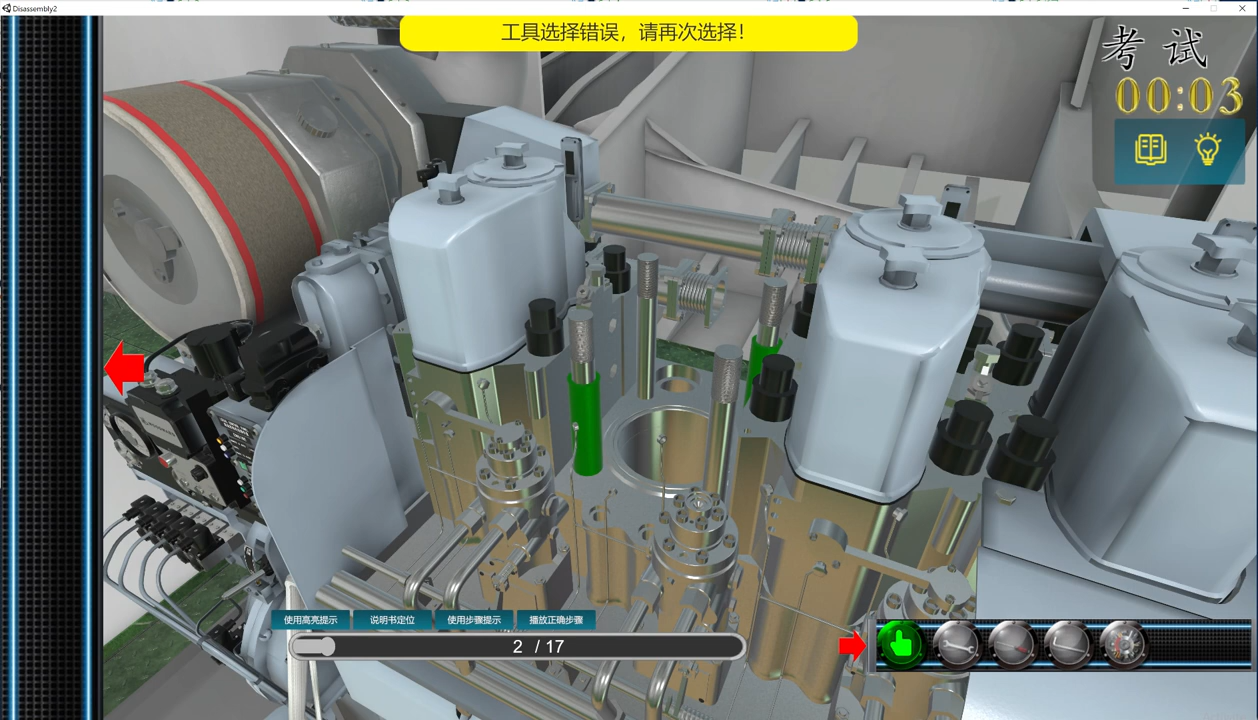 Disassembly2
工具选择错误，请再次选择！
考试
00:03
使用高亮提示
说明书定位
使用步骤提示
播放正确步骤
2 / 17